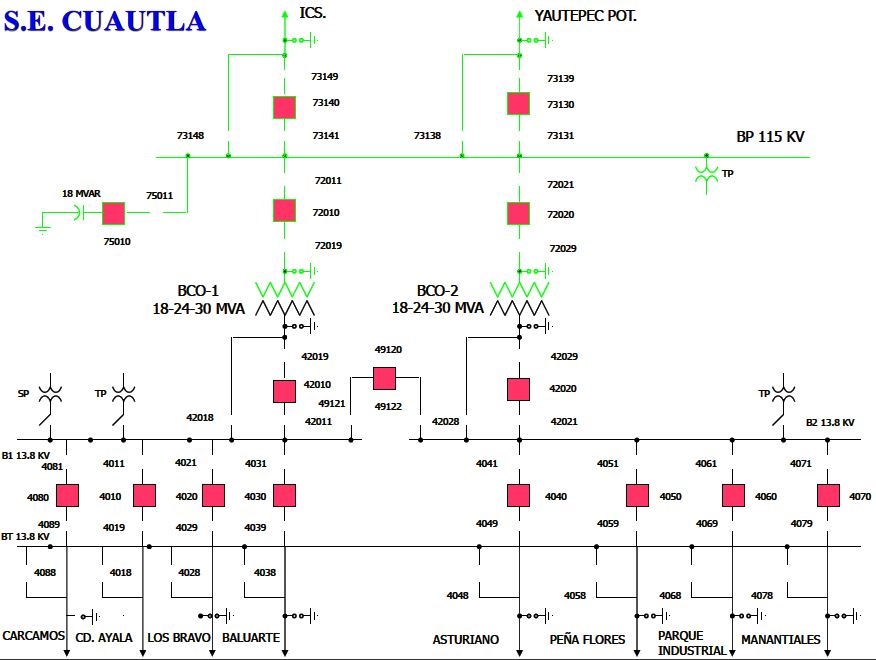 S.E. CUAUTLA
ICS.
YAUTEPEC POT.
73149
73139
73140
73130
73148
73141
73138
73131
BP 115 KV
72011
72021
TP
18 MVAR
75011
72010
72020
75010
72019
72029
BCO-1
18-24-30 MVA
BCO-2
18-24-30 MVA
49120
42019
42029
42010
42020
SP
TP
TP
49121
49122
42018
42011
42028
42021
B2 13.8 KV
B1 13.8 KV
4081
4011
4021
4031
4041
4051
4061
4071
4080
4010
4020
4030
4040
4050
4060
4070
4089
4019
4029
4039
4049
4059
4069
4079
BT 13.8 KV
4088
4018
4028
4038
4048
4058
4068
4078
CARCAMOS
CD. AYALA
LOS BRAVO
BALUARTE
ASTURIANO
PEÑA FLORES
PARQUE
INDUSTRIAL
MANANTIALES